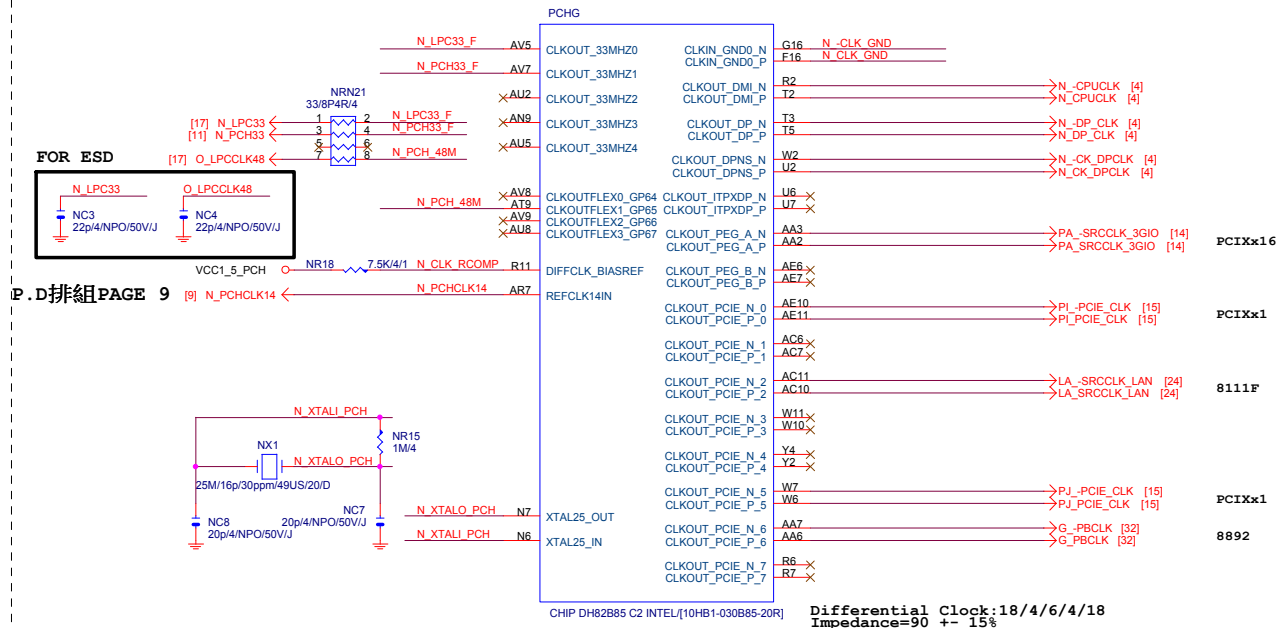 PCHG
N_LPC33_F AV5 CLKOUT_33MHZ0
N_PCH33_F AV7 CLKOUT_33MHZ1
AU2 CLKOUT_33MHZ2
AN9 CLKOUT_33MHZ3
AU5 CLKOUT_33MHZ4
NRN21
33/8P4R/4
[17] N_LPC33 1 2 N_LPC33_F
[11] N_PCH33 3 4 N_PCH33_F
5 6
[17] O_LPCCLK48 7 8 N_PCH_48M
FOR ESD
N_LPC33 O_LPCCLK48
NC3 NC4
22p/4/NPO/50V/J 22p/4/NPO/50V/J
AV8 CLKOUTFLEX0_GP64
N_PCH_48M AT9 CLKOUTFLEX1_GP65
AV9 CLKOUTFLEX2_GP66
AU8 CLKOUTFLEX3_GP67
VCC1_5_PCH NR18 7.5K/4/1 N_CLK_RCOMP R11 DIFFCLK_BIASREF
P.D排組PAGE 9 [9] N_PCHCLK14 N_PCHCLK14 AR7 REFCLK14IN
N_XTALI_PCH
NR15
1M/4
NX1 N_XTALO_PCH
25M/16p/30ppm/49US/20/D
NC8
20p/4/NPO/50V/J
NC7
20p/4/NPO/50V/J
N_XTALO_PCH N7 XTAL25_OUT
N_XTALI_PCH N6 XTAL25_IN
CLKIN_GND0_N G16 N_-CLK_GND
CLKIN_GND0_P F16 N_CLK_GND
CLKOUT_DMI_N R2 N_-CPUCLK [4]
CLKOUT_DMI_P T2 N_CPUCLK [4]
CLKOUT_DP_N T3 N_-DP_CLK [4]
CLKOUT_DP_P T5 N_DP_CLK [4]
CLKOUT_DPNS_N W2 N_-CK_DPCLK [4]
CLKOUT_DPNS_P U2 N_CK_DPCLK [4]
CLKOUT_ITPXDP_N U6
CLKOUT_ITPXDP_P U7
CLKOUT_PEG_A_N AA3 PA_-SRCCLK_3GIO [14]
CLKOUT_PEG_A_P AA2 PA_SRCCLK_3GIO [14]
PCIXx16
CLKOUT_PEG_B_N AE6
CLKOUT_PEG_B_P AE7
CLKOUT_PCIE_N_0 AE10 PI_-PCIE_CLK [15]
CLKOUT_PCIE_P_0 AE11 PI_PCIE_CLK [15]
PCIXx1
CLKOUT_PCIE_N_1 AC6
CLKOUT_PCIE_P_1 AC7
CLKOUT_PCIE_N_2 AC11 LA_-SRCCLK_LAN [24]
CLKOUT_PCIE_P_2 AC10 LA_SRCCLK_LAN [24]
8111F
CLKOUT_PCIE_N_3 W11
CLKOUT_PCIE_P_3 W10
CLKOUT_PCIE_N_4 Y4
CLKOUT_PCIE_P_4 Y2
CLKOUT_PCIE_N_5 W7 PJ_-PCIE_CLK [15]
CLKOUT_PCIE_P_5 W6 PJ_PCIE_CLK [15]
PCIXx1
CLKOUT_PCIE_N_6 AA7 G_-PBCLK [32]
CLKOUT_PCIE_P_6 AA6 G_PBCLK [32]
8892
CLKOUT_PCIE_N_7 R6
CLKOUT_PCIE_P_7 R7
CHIP DH82B85 C2 INTEL/[10HB1-030B85-20R]
Differential Clock:18/4/6/4/18
Impedance=90 +- 15%